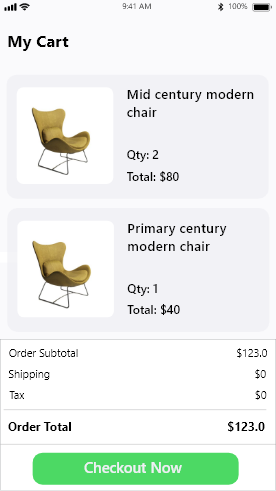 9:41 AM 100%
My Cart
Mid century modern
chair
Qty: 2
Total: $80
Primary century
modern chair
Qty: 1
Total: $40
Order Subtotal $123.0
Shipping $0
Tax $0
Order Total $123.0
Checkout Now